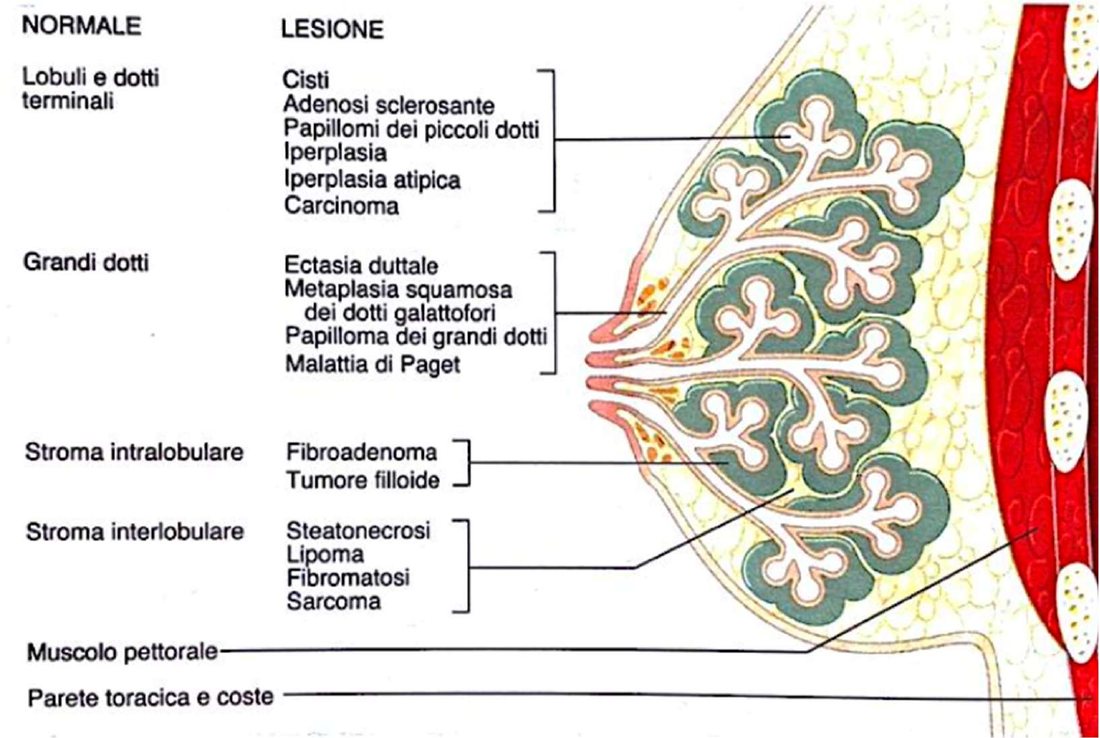 NORMALE
LESIONE
Lobuli e dotti
terminali
Cisti
Adenosi sclerosante
Papillomi dei piccoli dotti
Iperplasia
Iperplasia atipica
Carcinoma
Grandi dotti
Ectasia duttale
Metaplasia squamosa
dei dotti galattofori
Papilloma dei grandi dotti
Malattia di Paget
Stroma intralobulare
Fibroadenoma
Tumore filloide
Stroma interlobulare
Steatonecrosi
Lipoma
Fibromatosi
Sarcoma
Muscolo pettorale
Parete toracica e coste